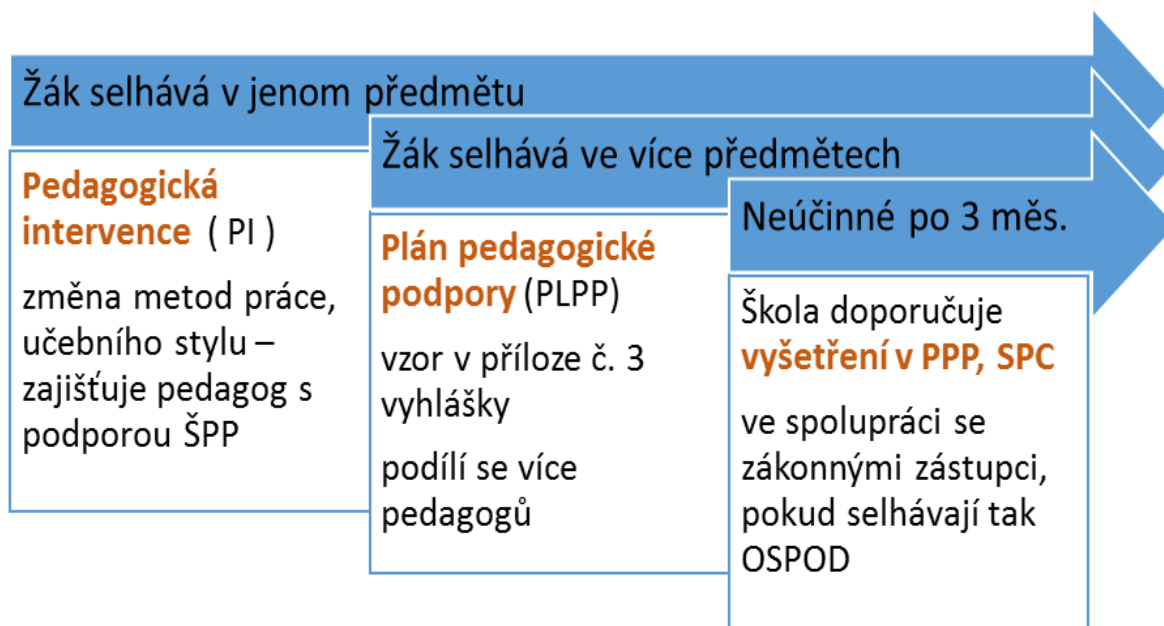 Žák selhává v jenom předmětu
Pedagogická
intervence ( PI )
změna metod práce,
učebního stylu –
zajišťuje pedagog s
podporou ŠPP
Žák selhává ve více předmětech
Plán pedagogické
podpory (PLPP)
vzor v příloze č. 3
vyhlášky
podílí se více
pedagogů
Neúčinné po 3 měs.
Škola doporučuje
vyšetření v PPP, SPC
ve spolupráci se
zákonnými zástupci,
pokud selhávají tak
OSPOD